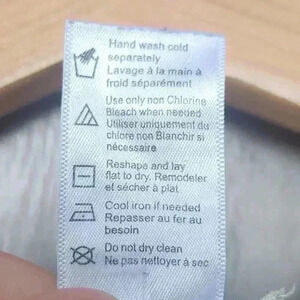 Hand wash cold
separately
Lavage à la main à
froid séparément
Use only non Chlorine
Bleach when needed
Utiliser uniquement du
chlore non Blanchir si
nécessaire
Reshape and lay
flat to dry. Remodeler
et sécher à plat
Cool iron if needed
Repasser au fer au
besoin
Do not dry clean
Ne pas nettoyer à sec